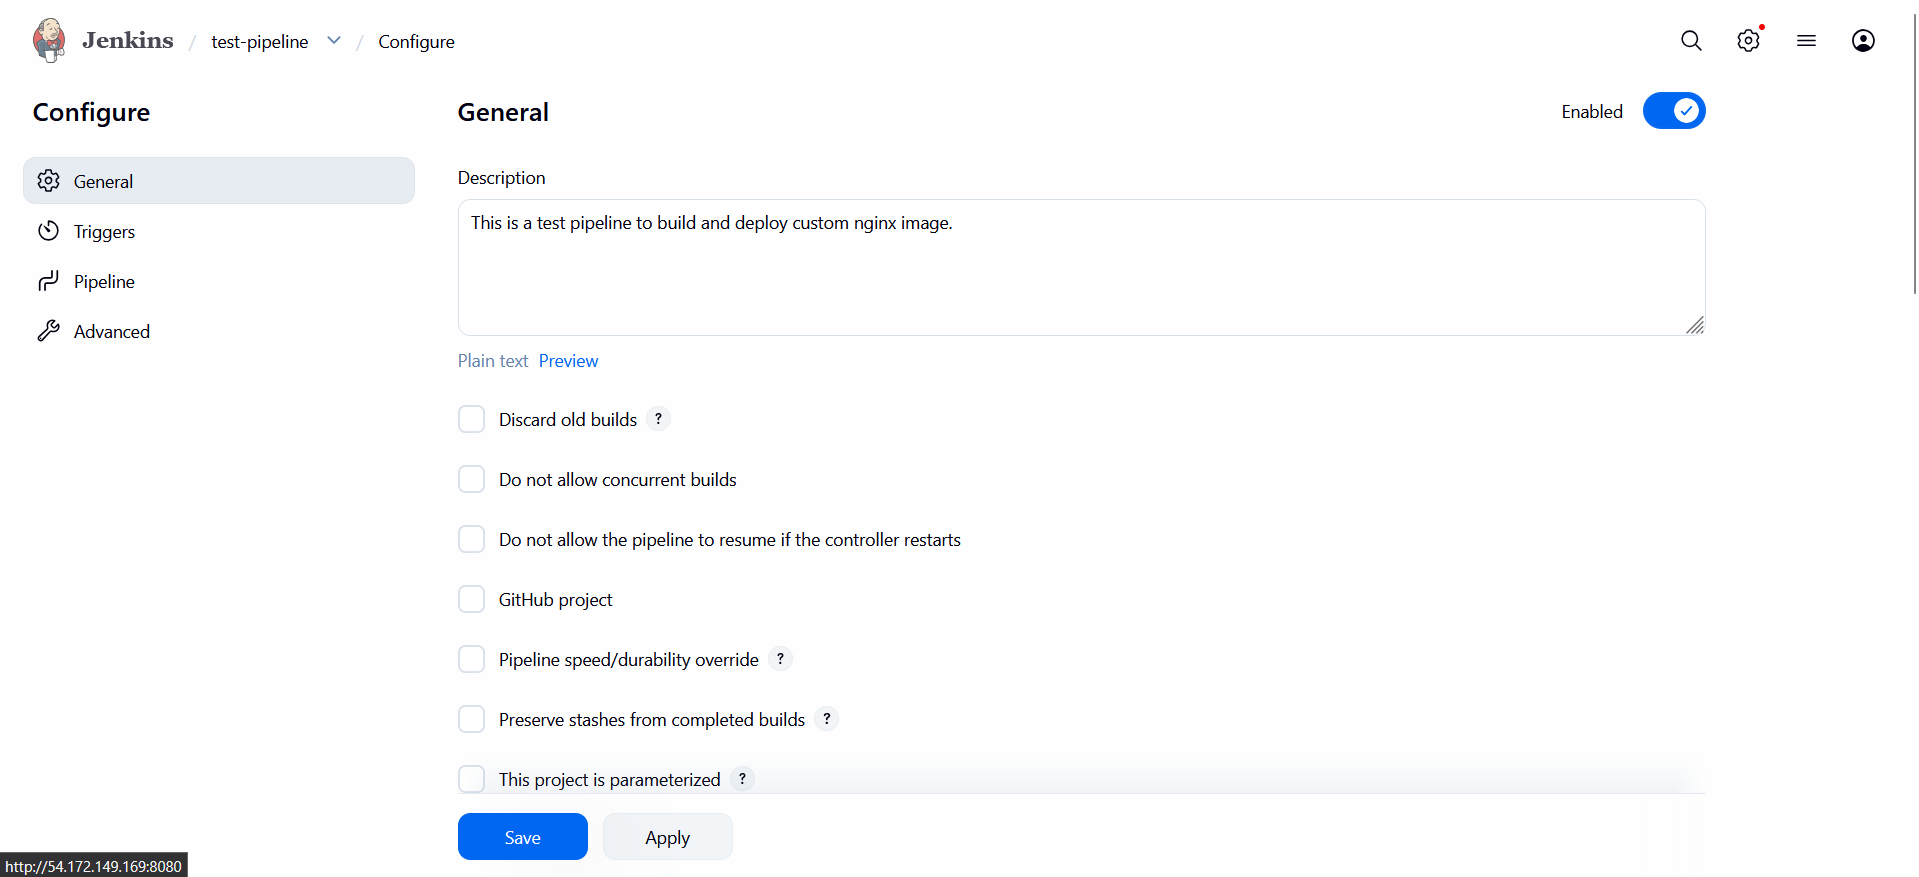 Jenkins / test-pipeline / Configure
Configure
General
Triggers
Pipeline
Advanced
General
Enabled
Description
This is a test pipeline to build and deploy custom nginx image.
Plain text Preview
Discard old builds ?
Do not allow concurrent builds
Do not allow the pipeline to resume if the controller restarts
GitHub project
Pipeline speed/durability override ?
Preserve stashes from completed builds ?
This project is parameterized ?
Save
Apply
http://54.172.149.169:8080